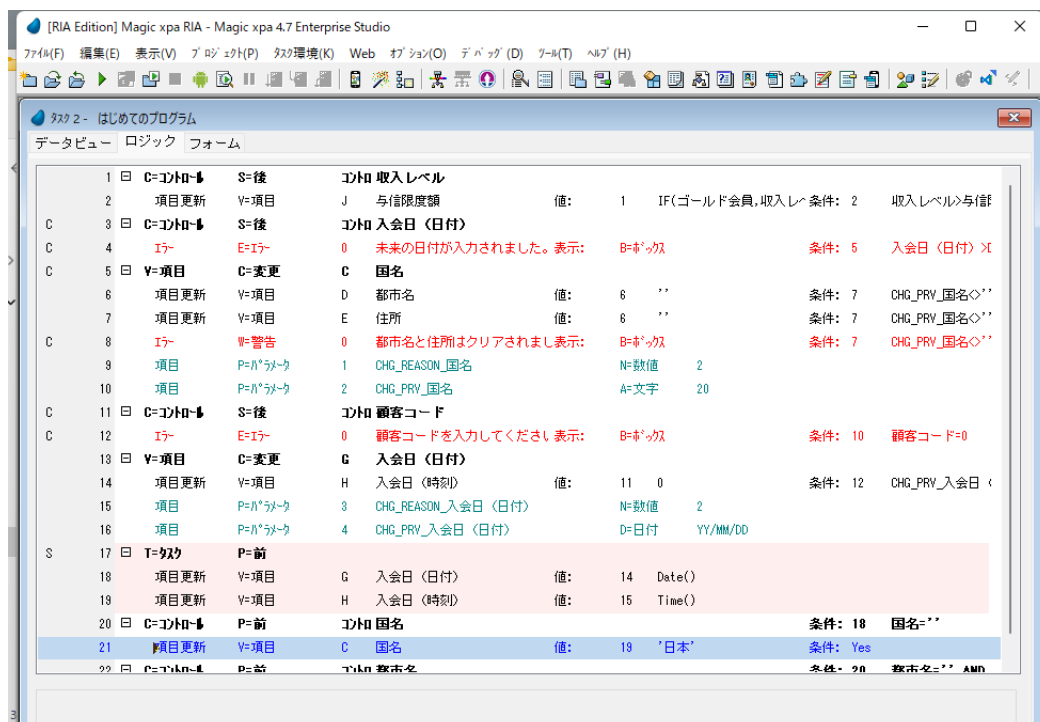 [RIA Edition] Magic xpa RIA - Magic xpa 4.7 Enterprise Studio
ファイル(F) 編集(E) 表示(V) プロジェクト(P) タスク環境(K) Web オプション(O) デバッグ(D) ツール(T) ヘルプ(H)
タスク 2 - はじめてのプログラム
データビュー ロジック フォーム
1 C=コントロール S=後 コントロ 収入レベル
2 項目更新 V=項目 J 与信限度額 値: 1 IF(ゴールド会員,収入レベ 条件: 2 収入レベル>与信限
C 3 C=コントロール S=後 コントロ 入会日（日付）
C 4 エラー E=エラー 0 未来の日付が入力されました。 表示: B=ボックス 条件: 5 入会日（日付）>D
C 5 V=項目 C=変更 C 国名
6 項目更新 V=項目 D 都市名 値: 6 '' 条件: 7 CHG_PRV_国名<>''
7 項目更新 V=項目 E 住所 値: 6 '' 条件: 7 CHG_PRV_国名<>''
C 8 エラー W=警告 0 都市名と住所はクリアされまし 表示: B=ボックス 条件: 7 CHG_PRV_国名<>''
9 項目 P=パラメータ 1 CHG_REASON_国名 N=数値 2
10 項目 P=パラメータ 2 CHG_PRV_国名 A=文字 20
C 11 C=コントロール S=後 コントロ 顧客コード
C 12 エラー E=エラー 0 顧客コードを入力してください 表示: B=ボックス 条件: 10 顧客コード=0
13 V=項目 C=変更 G 入会日（日付）
14 項目更新 V=項目 H 入会日（時刻） 値: 11 0 条件: 12 CHG_PRV_入会日（
15 項目 P=パラメータ 3 CHG_REASON_入会日（日付） N=数値 2
16 項目 P=パラメータ 4 CHG_PRV_入会日（日付） D=日付 YY/MM/DD
S 17 T=タスク P=前
18 項目更新 V=項目 G 入会日（日付） 値: 14 Date()
19 項目更新 V=項目 H 入会日（時刻） 値: 15 Time()
20 C=コントロール P=前 コントロ 国名 条件: 18 国名=''
21 項目更新 V=項目 C 国名 値: 19 '日本' 条件: Yes
22 C=コントロール P=前 コントロ 都市名 条件: 20 都市名='' AND
3